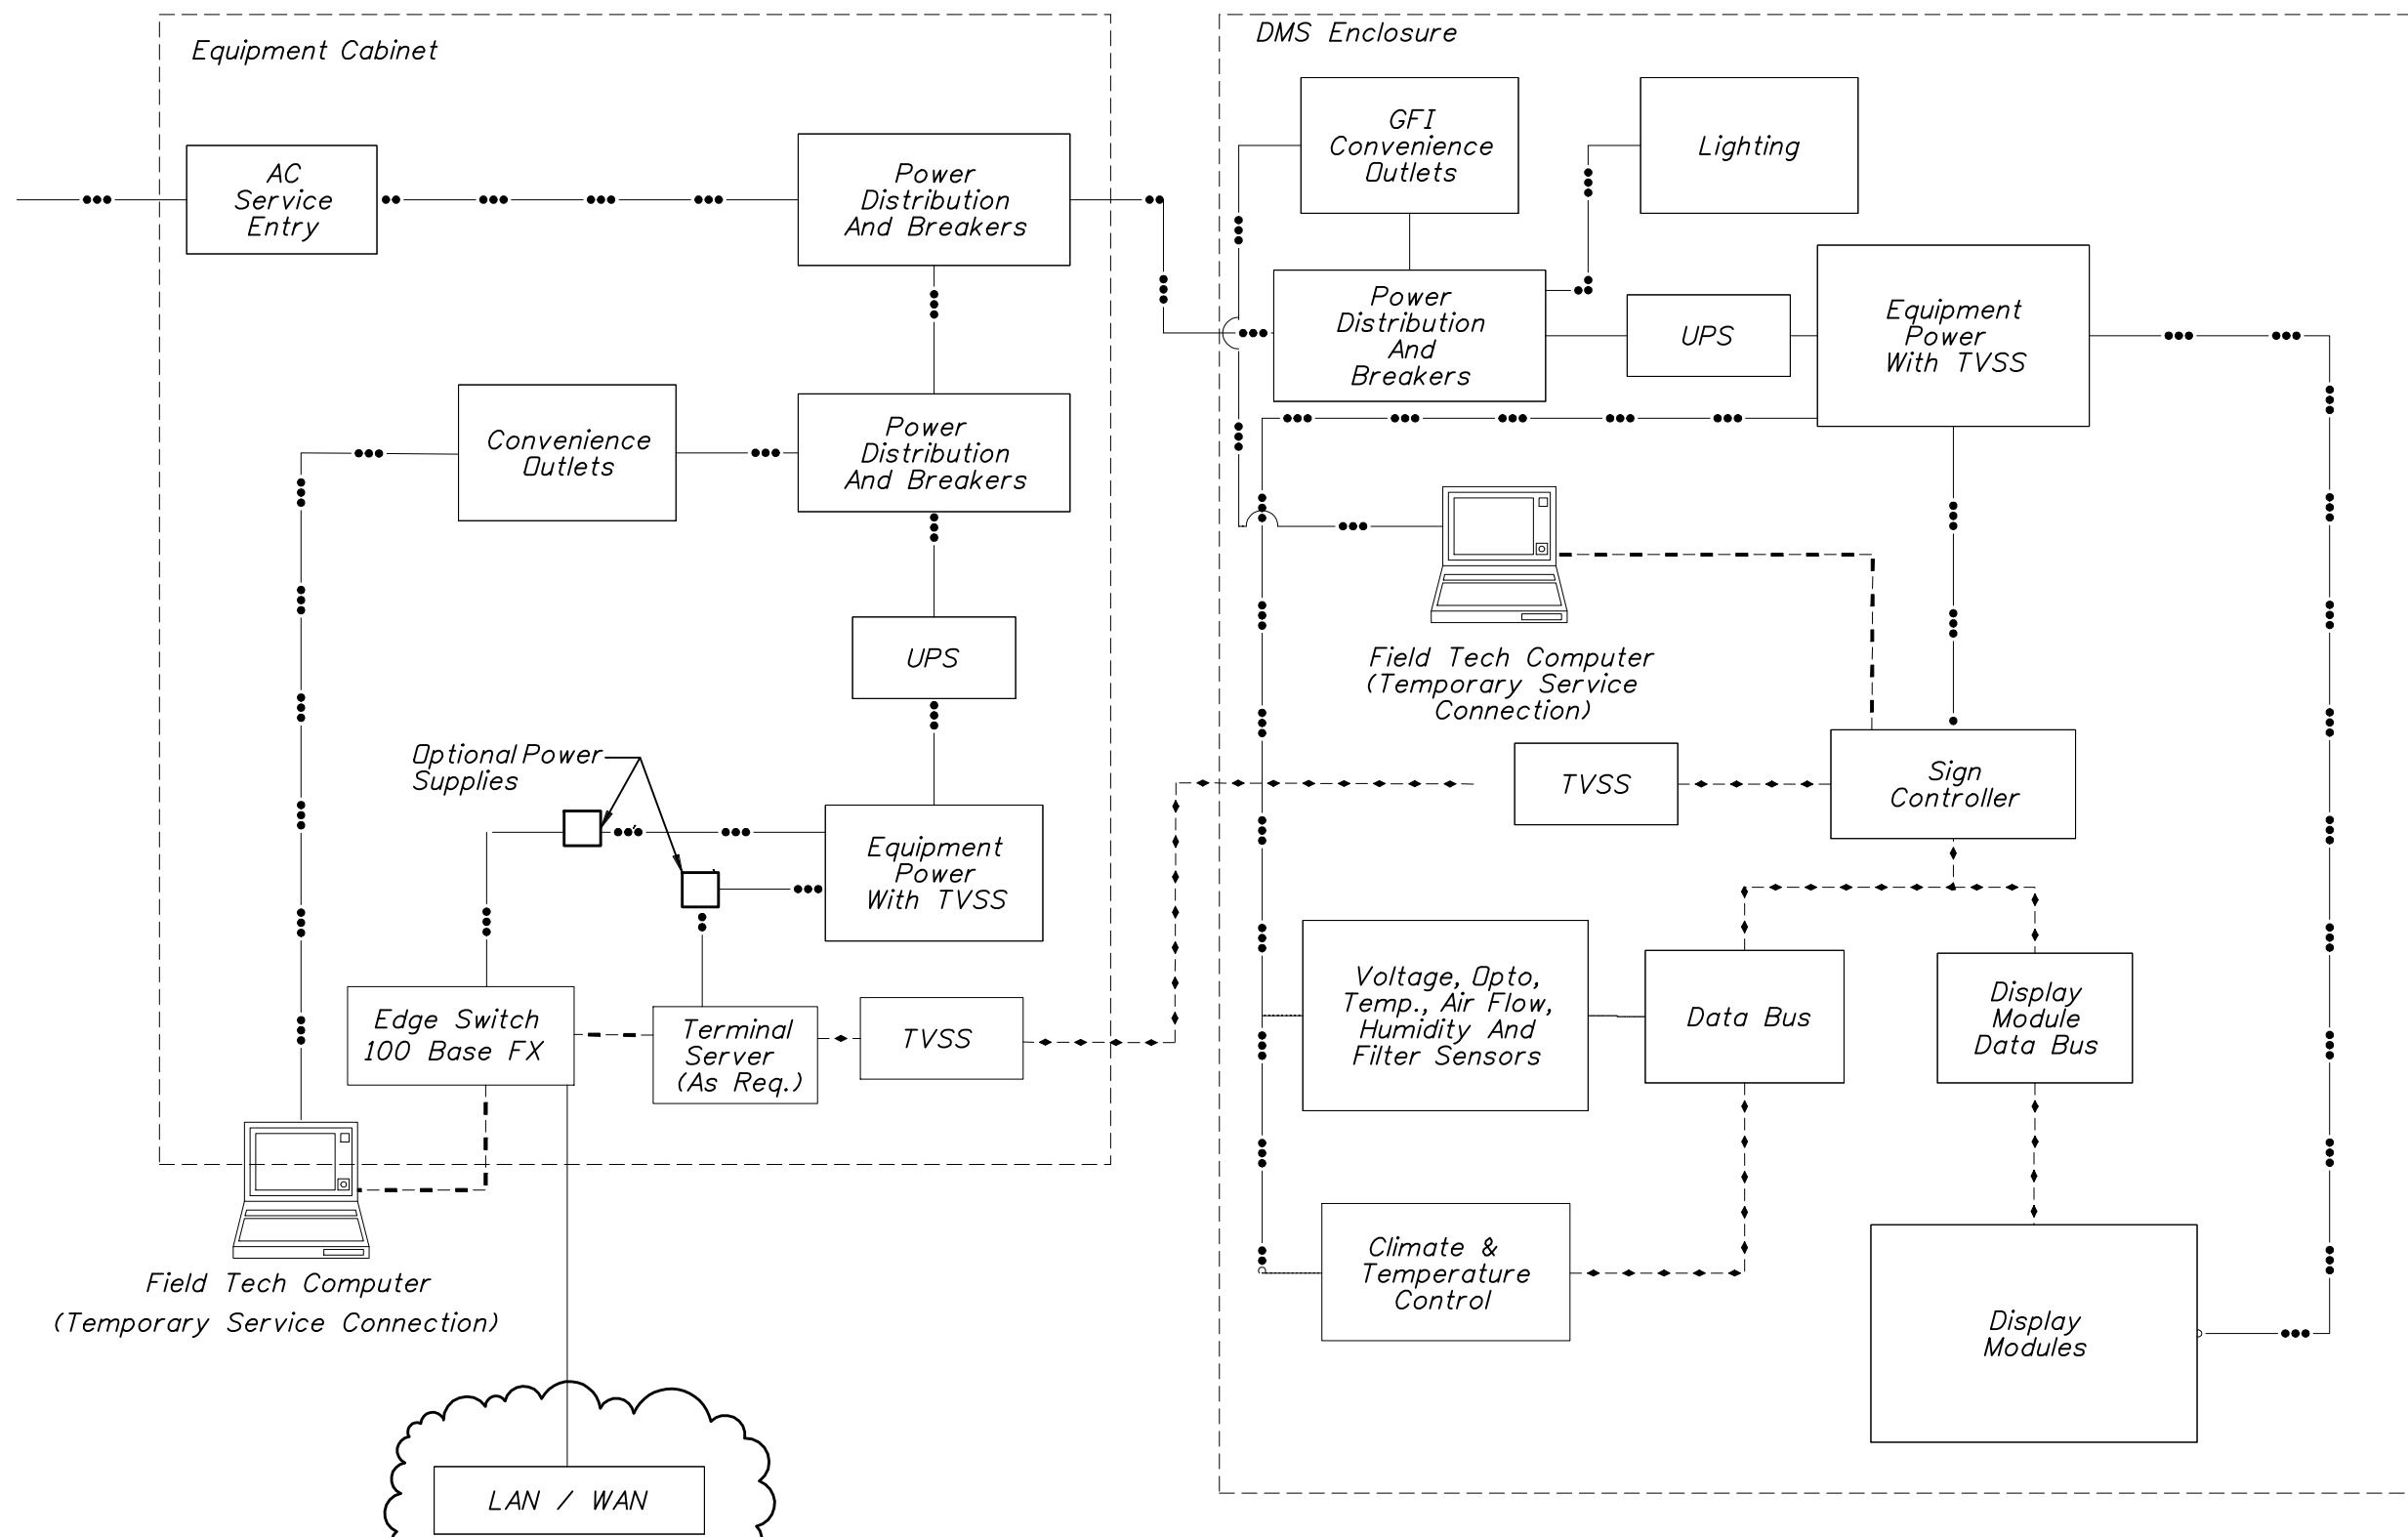 Equipment Cabinet
AC
Service
Entry
Power
Distribution
And Breakers
Convenience
Outlets
Power
Distribution
And Breakers
UPS
Optional Power
Supplies
Equipment
Power
With TVSS
Edge Switch
100 Base FX
Terminal
Server
(As Req.)
TVSS
Field Tech Computer
(Temporary Service Connection)
LAN / WAN
DMS Enclosure
GFI
Convenience
Outlets
Lighting
Power
Distribution
And
Breakers
UPS
Equipment
Power
With TVSS
Field Tech Computer
(Temporary Service
Connection)
TVSS
Sign
Controller
Voltage, Opto,
Temp., Air Flow,
Humidity And
Filter Sensors
Data Bus
Display
Module
Data Bus
Climate &
Temperature
Control
Display
Modules